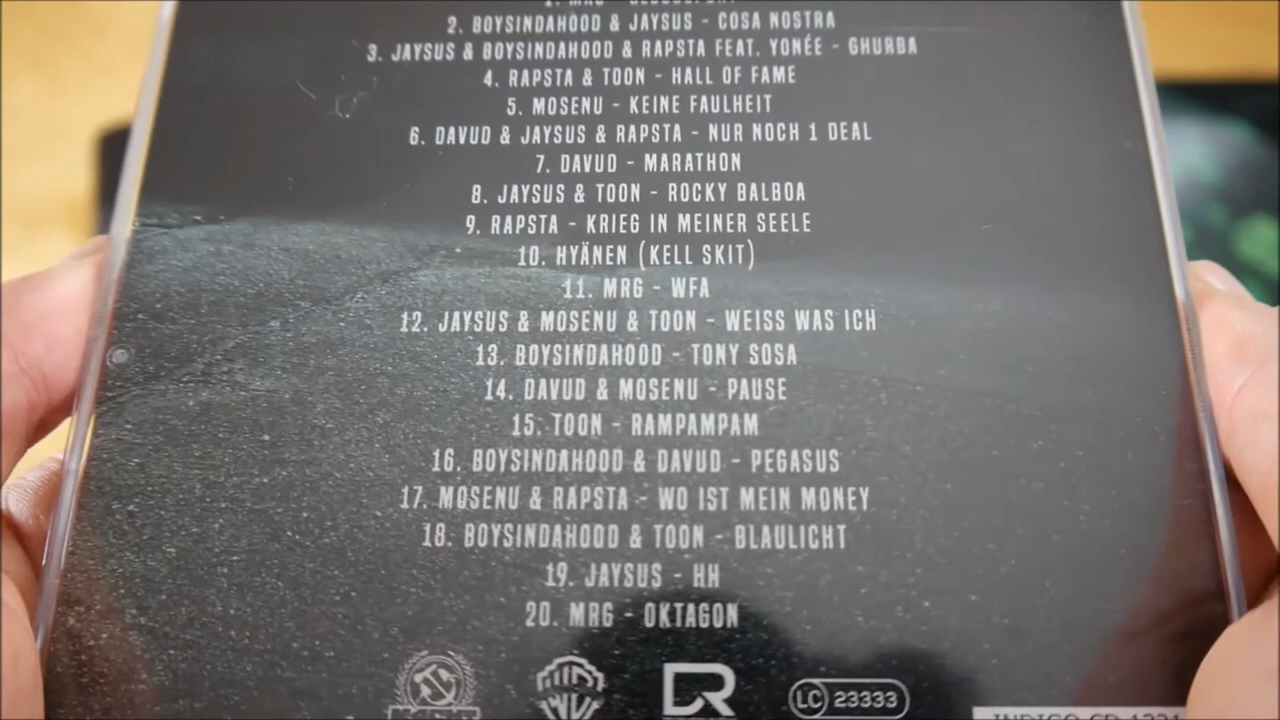 2. BOYSINDAHOOD & JAYSUS - COSA NOSTRA
3. JAYSUS & BOYSINDAHOOD & RAPSTA FEAT. YONÉE - GHURBA
4. RAPSTA & TOON - HALL OF FAME
5. MOSENU - KEINE FAULHEIT
6. DAVUD & JAYSUS & RAPSTA - NUR NOCH 1 DEAL
7. DAVUD - MARATHON
8. JAYSUS & TOON - ROCKY BALBOA
9. RAPSTA - KRIEG IN MEINER SEELE
10. HYÄNEN (KELL SKIT)
11. MRG - WFA
12. JAYSUS & MOSENU & TOON - WEISS WAS ICH
13. BOYSINDAHOOD - TONY SOSA
14. DAVUD & MOSENU - PAUSE
15. TOON - RAMPAMPAM
16. BOYSINDAHOOD & DAVUD - PEGASUS
17. MOSENU & RAPSTA - WO IST MEIN MONEY
18. BOYSINDAHOOD & TOON - BLAULICHT
19. JAYSUS - HH
20. MRG - OKTAGON
LC 23333
INDIGO CD